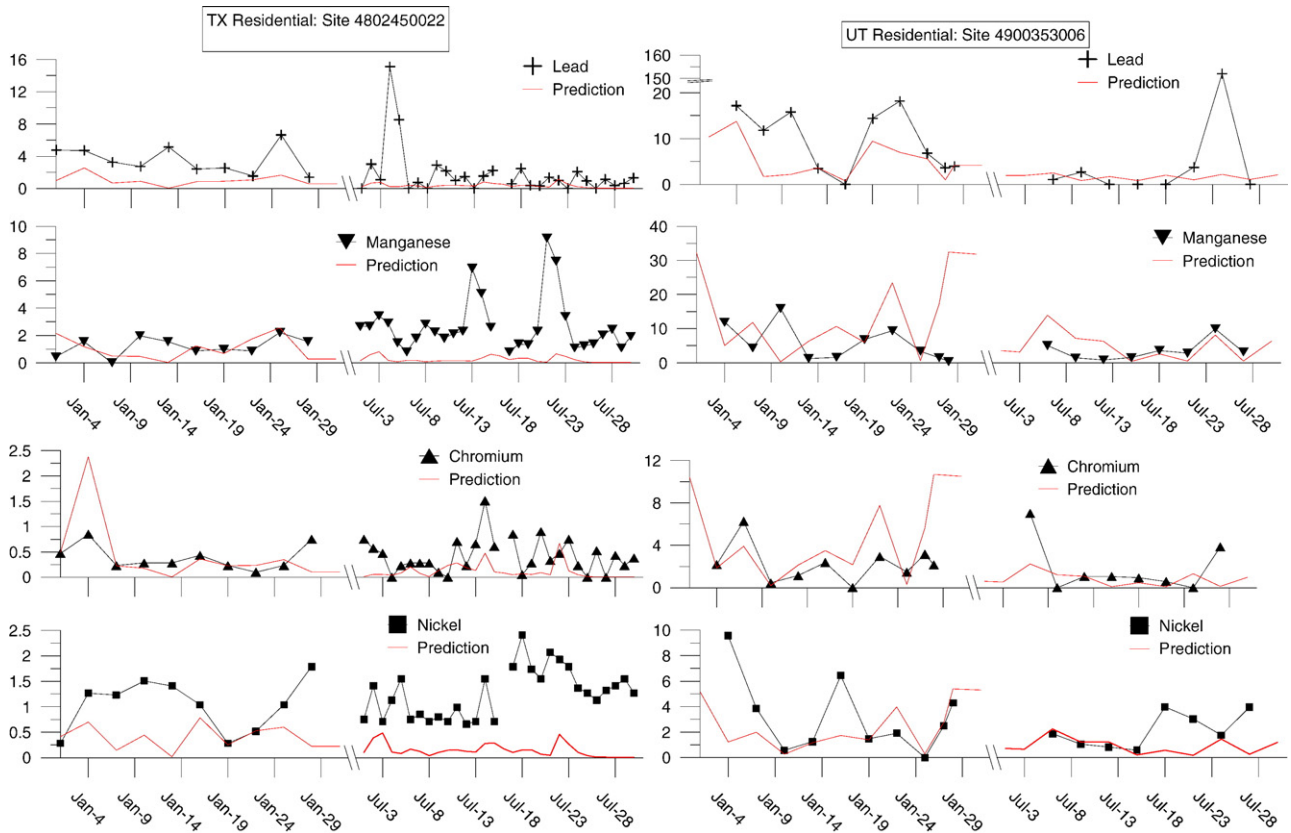 TX Residential: Site 4802450022
16
12
8
4
0
Lead
Prediction
10
8
6
4
2
0
Manganese
Prediction
Jan-4
Jan-9
Jan-14
Jan-19
Jan-24
Jan-29
Jul-3
Jul-8
Jul-13
Jul-18
Jul-23
Jul-28
2.5
2
1.5
1
0.5
0
Chromium
Prediction
2.5
2
1.5
1
0.5
0
Nickel
Prediction
Jan-4
Jan-9
Jan-14
Jan-19
Jan-24
Jan-29
Jul-3
Jul-8
Jul-13
Jul-18
Jul-23
Jul-28
UT Residential: Site 4900353006
160
150
20
10
0
Lead
Prediction
40
30
20
10
0
Manganese
Prediction
Jan-4
Jan-9
Jan-14
Jan-19
Jan-24
Jan-29
Jul-3
Jul-8
Jul-13
Jul-18
Jul-23
Jul-28
12
8
4
0
Chromium
Prediction
10
8
6
4
2
0
Nickel
Prediction
Jan-4
Jan-9
Jan-14
Jan-19
Jan-24
Jan-29
Jul-3
Jul-8
Jul-13
Jul-18
Jul-23
Jul-28